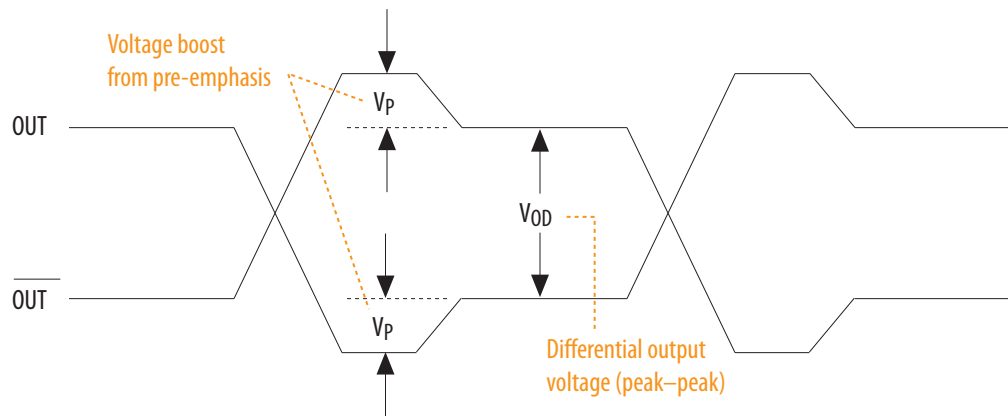 Voltage boost
from pre-emphasis
VP
OUT
VOD
OUT
VP
Differential output
voltage (peak–peak)